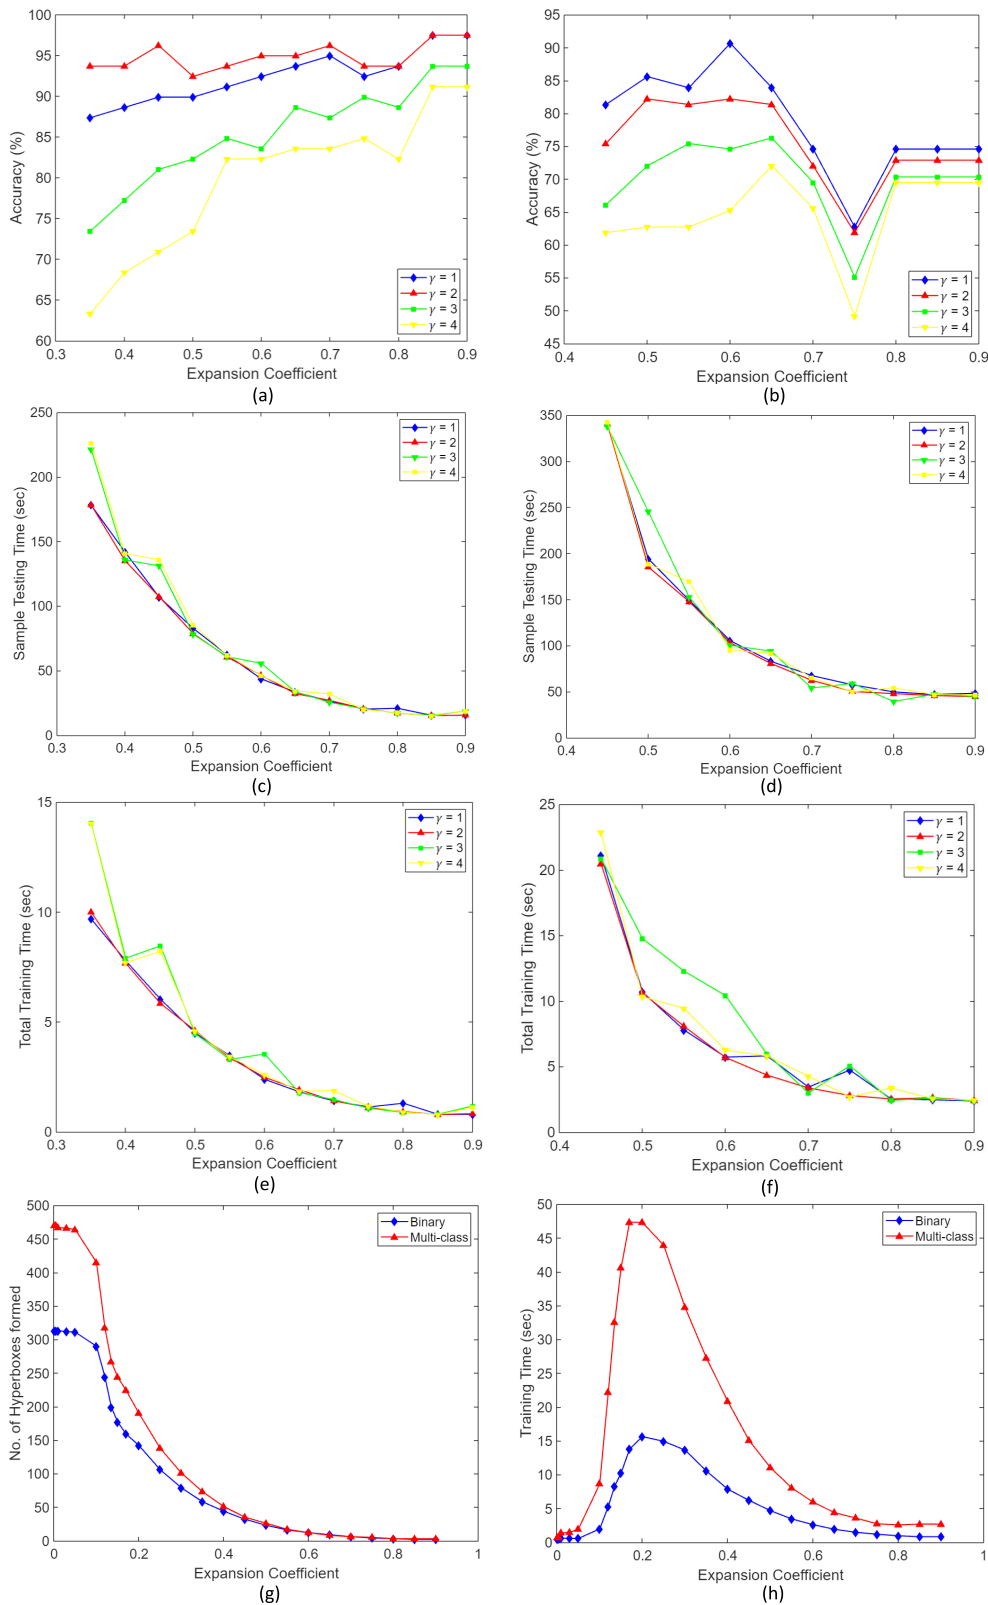 100
95
90
85
80
75
70
65
60
0.3 0.4 0.5 0.6 0.7 0.8 0.9
Accuracy (%)
Expansion Coefficient
γ = 1
γ = 2
γ = 3
γ = 4
(a)
95
90
85
80
75
70
65
60
55
50
45
0.4 0.5 0.6 0.7 0.8 0.9
Accuracy (%)
Expansion Coefficient
γ = 1
γ = 2
γ = 3
γ = 4
(b)
250
200
150
100
50
0
0.3 0.4 0.5 0.6 0.7 0.8 0.9
Sample Testing Time (sec)
Expansion Coefficient
γ = 1
γ = 2
γ = 3
γ = 4
(c)
350
300
250
200
150
100
50
0
0.4 0.5 0.6 0.7 0.8 0.9
Sample Testing Time (sec)
Expansion Coefficient
γ = 1
γ = 2
γ = 3
γ = 4
(d)
15
10
5
0
0.3 0.4 0.5 0.6 0.7 0.8 0.9
Total Training Time (sec)
Expansion Coefficient
γ = 1
γ = 2
γ = 3
γ = 4
(e)
25
20
15
10
5
0
0.4 0.5 0.6 0.7 0.8 0.9
Total Training Time (sec)
Expansion Coefficient
γ = 1
γ = 2
γ = 3
γ = 4
(f)
500
450
400
350
300
250
200
150
100
50
0
0 0.2 0.4 0.6 0.8 1
No. of Hyperboxes formed
Expansion Coefficient
Binary
Multi-class
(g)
50
45
40
35
30
25
20
15
10
5
0
0 0.2 0.4 0.6 0.8 1
Training Time (sec)
Expansion Coefficient
Binary
Multi-class
(h)